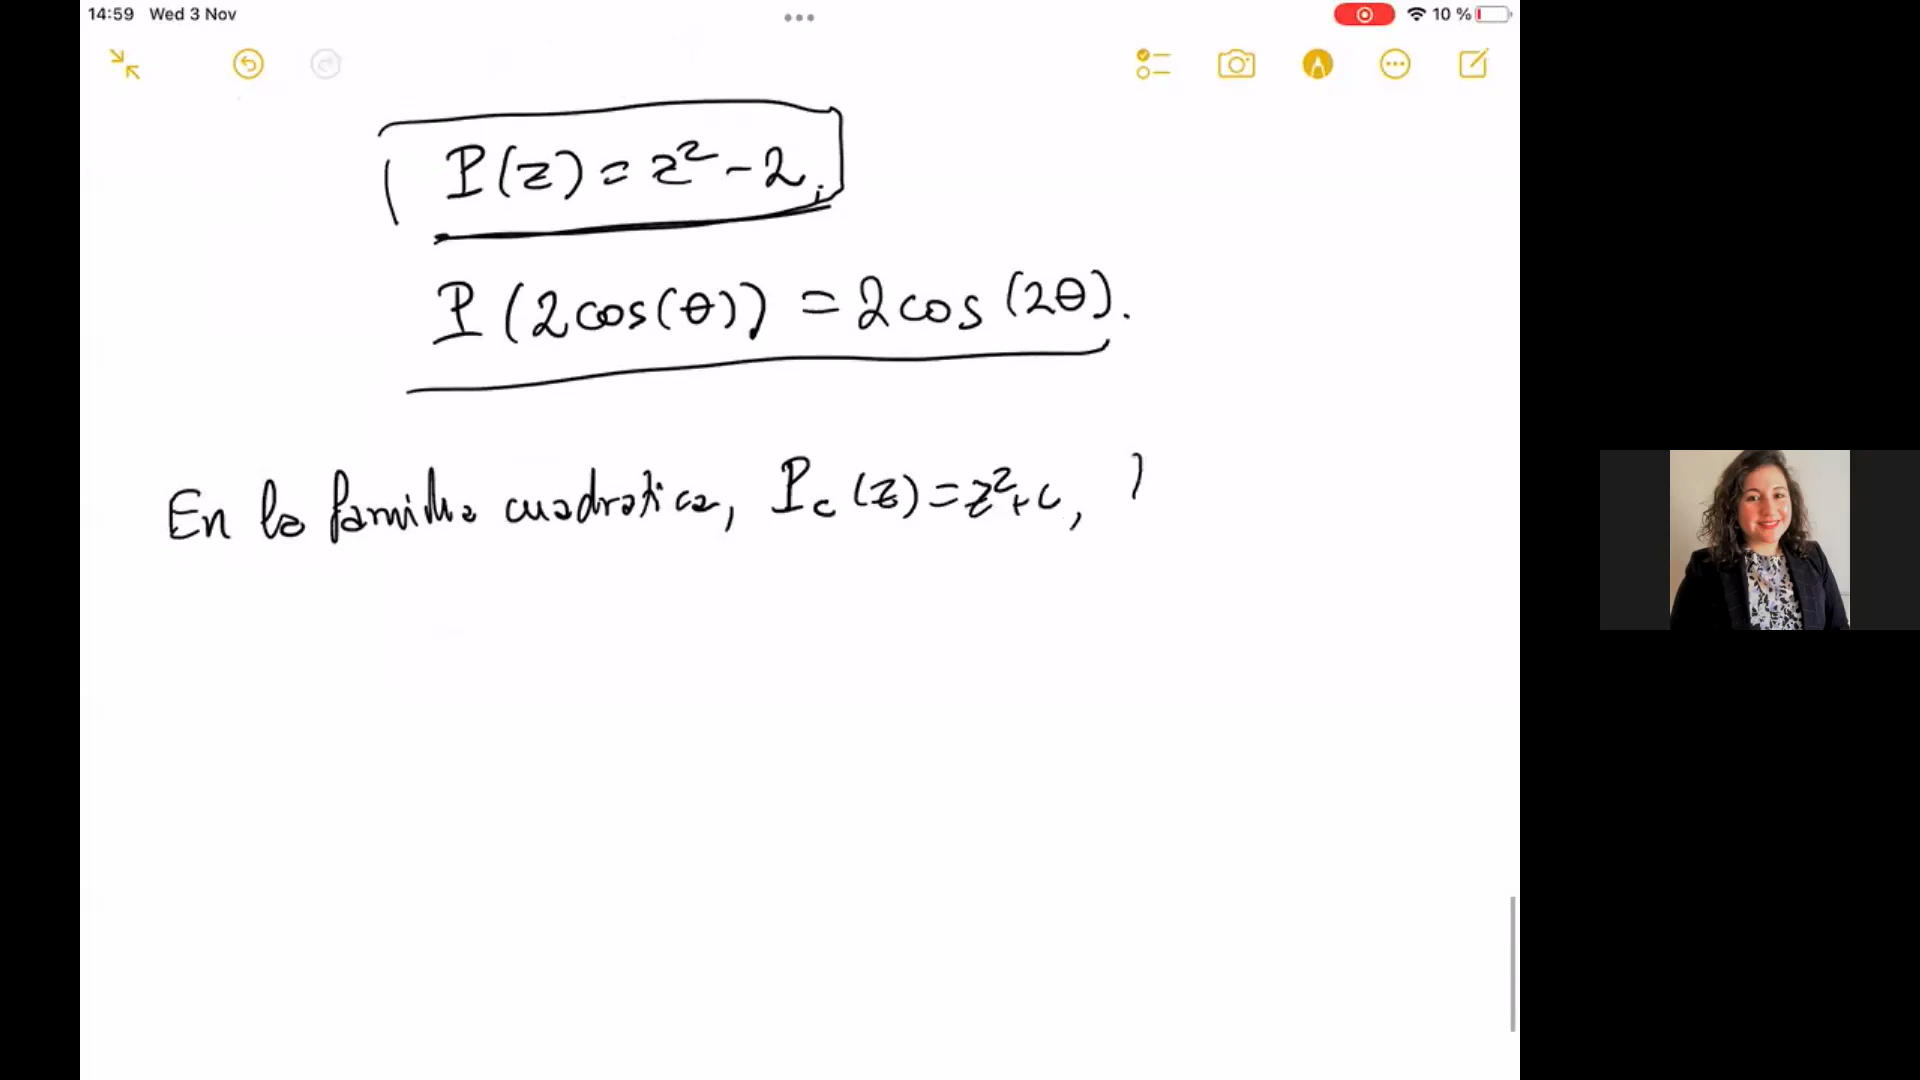 14:59 Wed 3 Nov 10 %
P(z) = z² - 2,
P(2cos(θ)) = 2cos(2θ).
En la familia cuadratica, P_c(z) = z² + c,